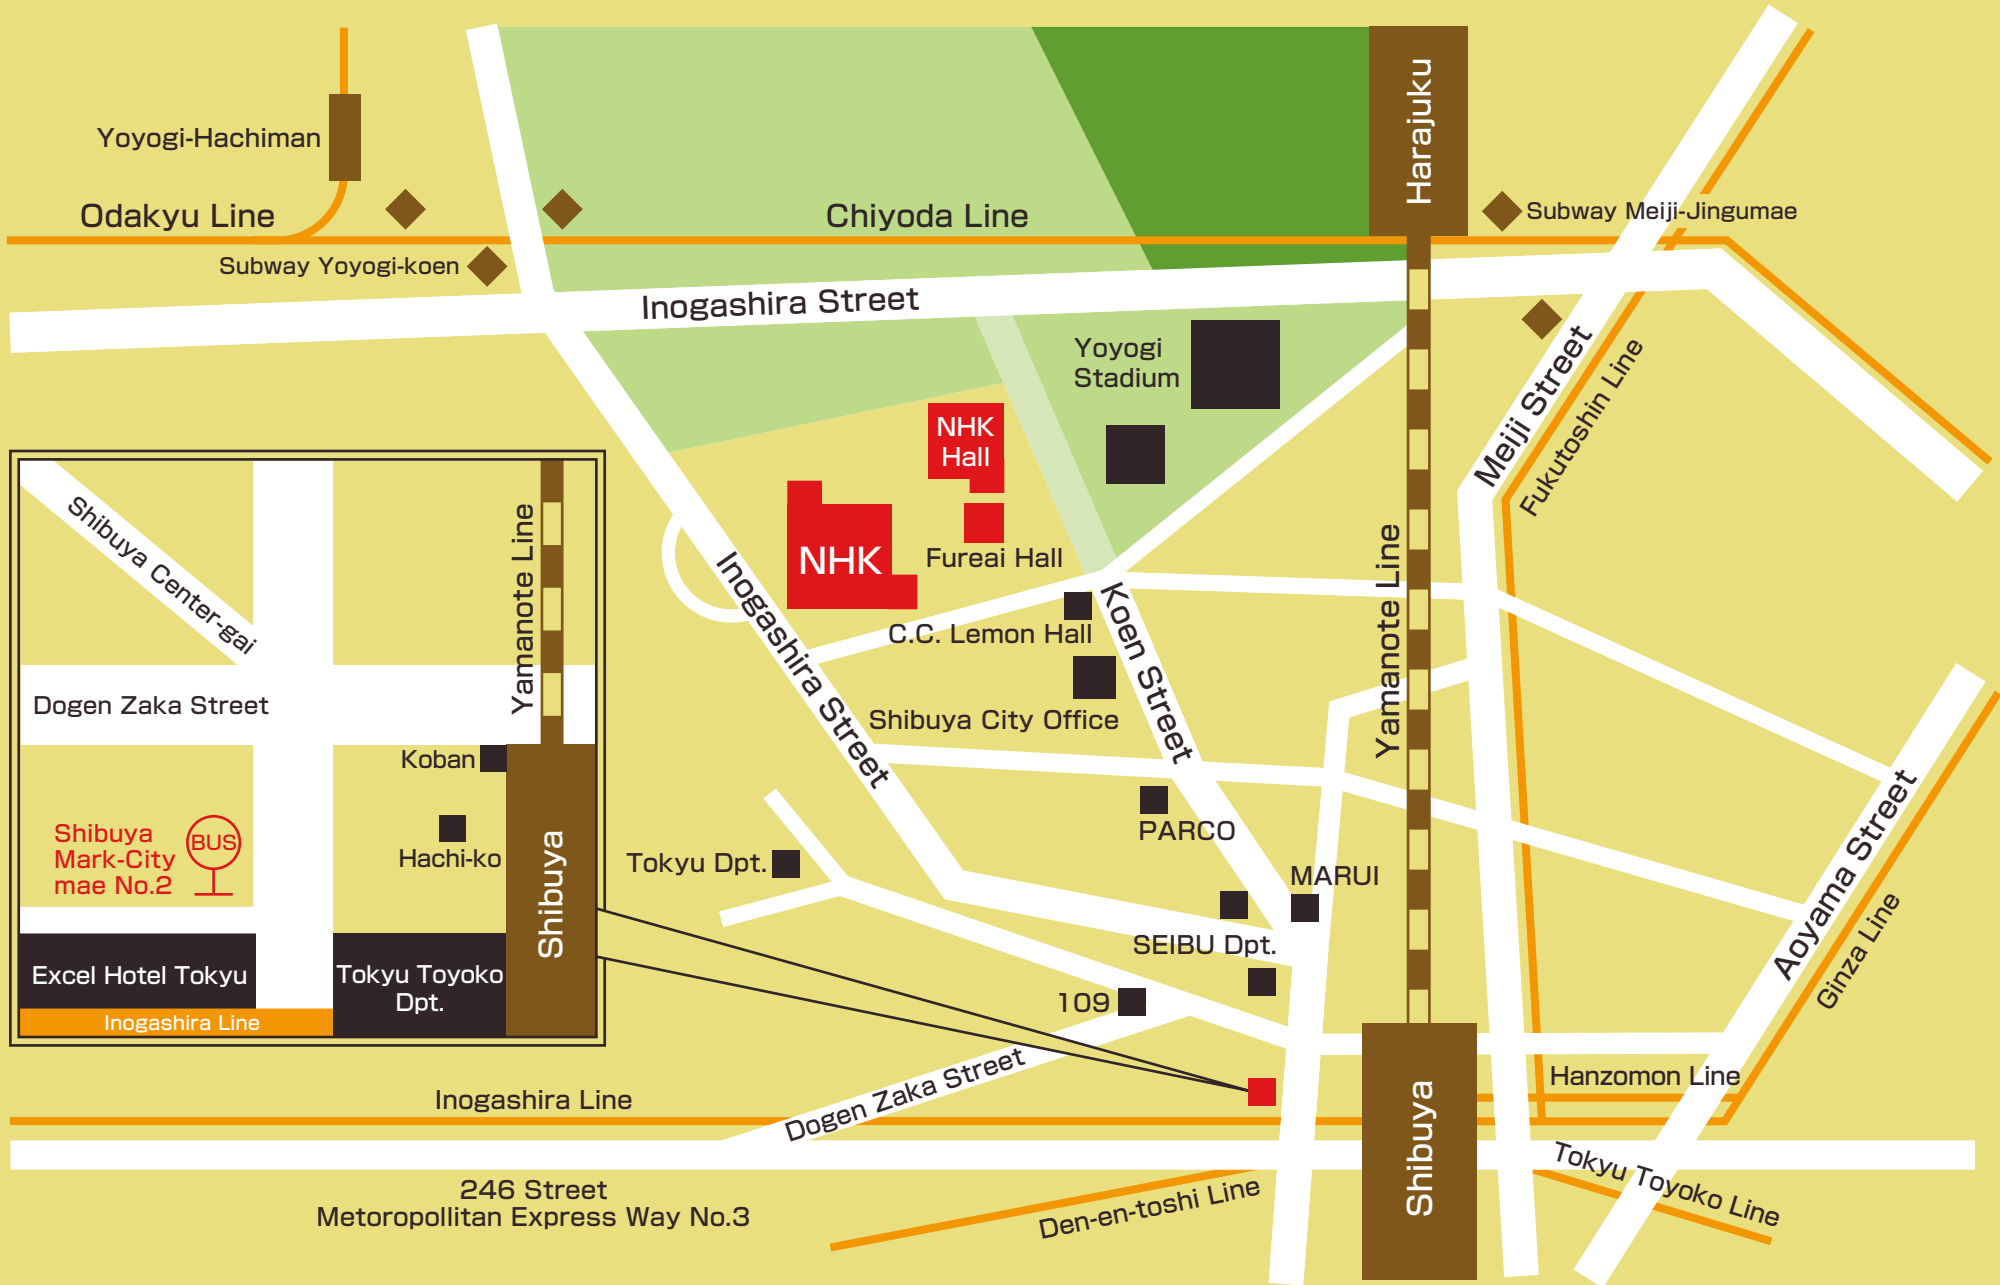 Harajuku
Yoyogi-Hachiman
Odakyu Line
Chiyoda Line
Subway Meiji-Jingumae
Subway Yoyogi-koen
Inogashira Street
Yoyogi
Stadium
Meiji Street
Fukutoshin Line
NHK
Hall
NHK
Fureai Hall
Inogashira Street
C.C. Lemon Hall
Koen Street
Yamanote Line
Shibuya City Office
PARCO
MARUI
Tokyu Dpt.
SEIBU Dpt.
109
Aoyama Street
Ginza Line
Shibuya Center-gai
Yamanote Line
Dogen Zaka Street
Koban
Shibuya
Mark-City
mae No.2
BUS
Hachi-ko
Shibuya
Excel Hotel Tokyu
Tokyu Toyoko
Dpt.
Inogashira Line
Dogen Zaka Street
Hanzomon Line
Inogashira Line
Shibuya
Tokyu Toyoko Line
246 Street
Metoropollitan Express Way No.3
Den-en-toshi Line